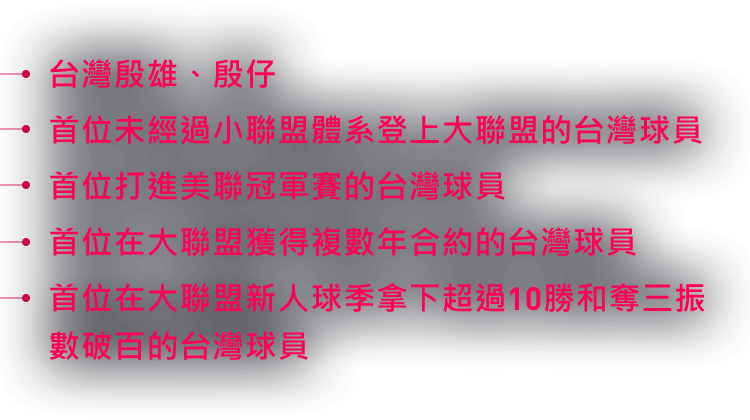 台灣殷雄、殷仔
首位未經過小聯盟體系登上大聯盟的台灣球員
首位打進美聯冠軍賽的台灣球員
首位在大聯盟獲得複數年合約的台灣球員
首位在大聯盟新人球季拿下超過10勝和奪三振
數破百的台灣球員